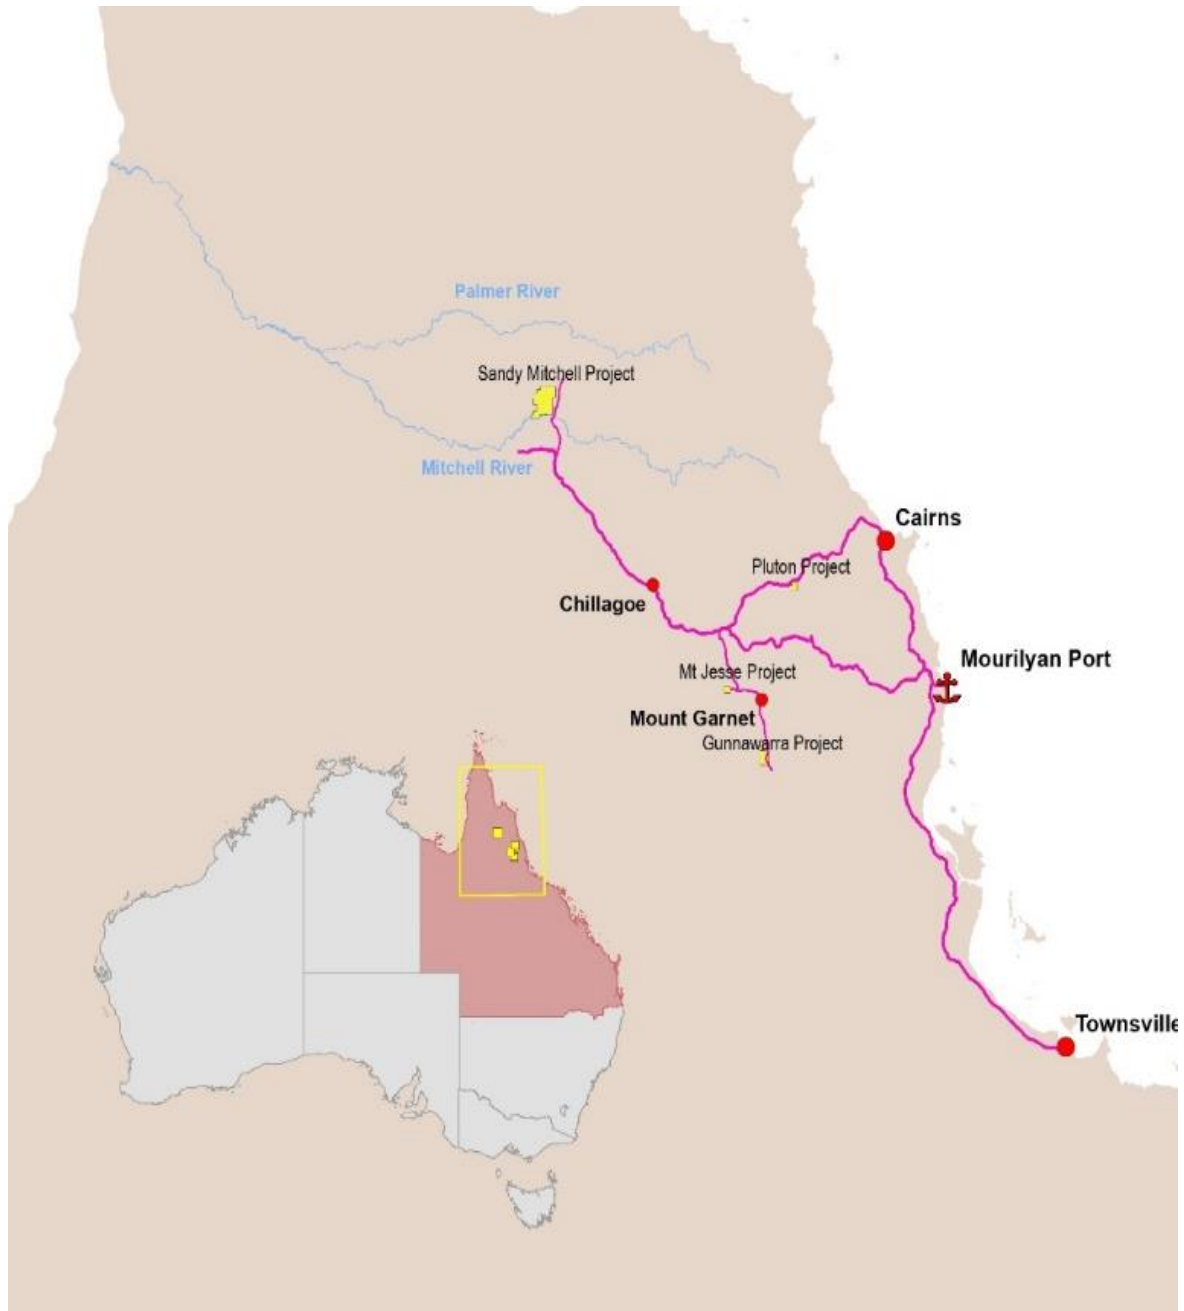 Palmer River
Sandy Mitchell Project
Mitchell River
Cairns
Pluton Project
Chillagoe
Mourilyan Port
Mt Jesse Project
Mount Garnet
Gunnawarra Project
Townsville